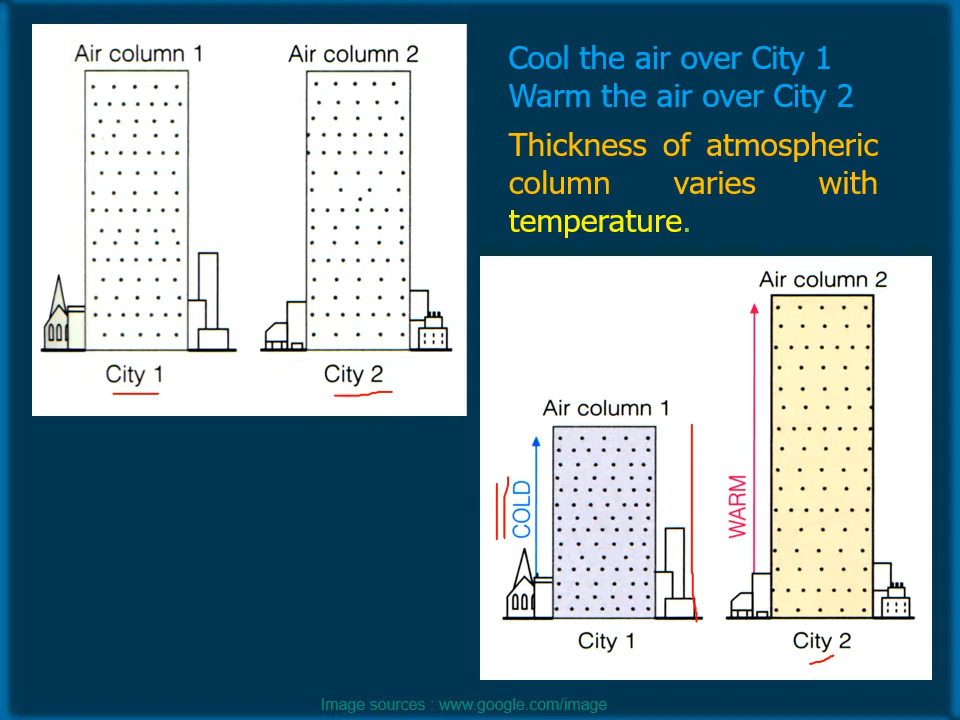 Air column 1
Air column 2
City 1
City 2
Cool the air over City 1
Warm the air over City 2
Thickness of atmospheric
column varies with
temperature.
Air column 2
Air column 1
COLD
WARM
City 1
City 2
Image sources : www.google.com/image